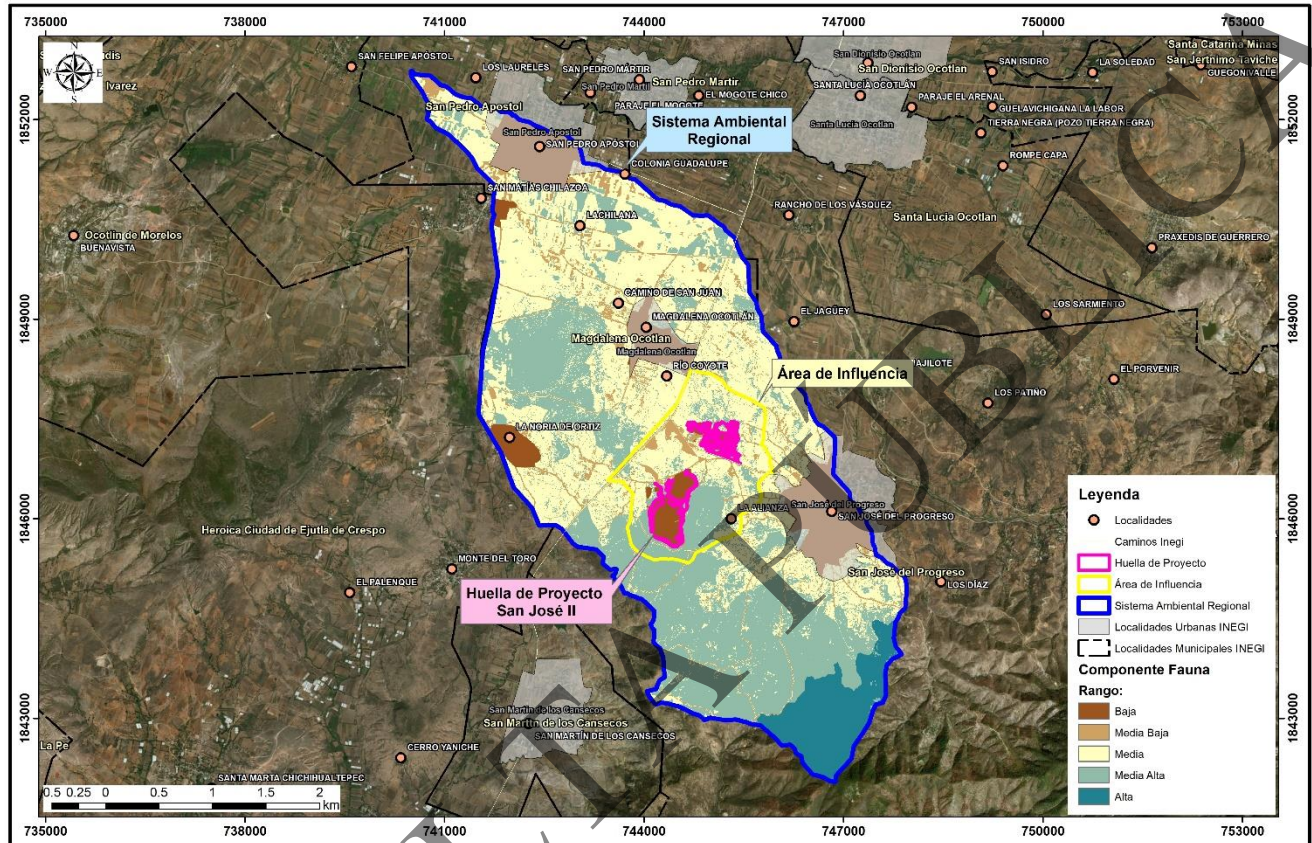 735000 738000 741000 744000 747000 750000 753000
N
W E
S
SAN FELIPE APÓSTOL
LOS LAURELES
SAN PEDRO MÁRTIR
San Pedro Martir
San Pedro Martir
EL MOGOTE CHICO
PARAJE EL MOGOTE
San Dionisio Ocotlan
San Dionisio Ocotlan
SANTA LUCÍA OCOTLÁN
Santa Lucia Ocotlan
SAN ISIDRO
LA SOLEDAD
Santa Catarina Minas
San Jerónimo Taviche
GUEGONIVALLE
PARAJE EL ARENAL
GUELAVICHIGANA LA LABOR
TIERRA NEGRA (POZO TIERRA NEGRA)
ROMPE CAPA
Alvarez
San Pedro Apostol
San Pedro Apostol
SAN PEDRO APÓSTOL
Sistema Ambiental
Regional
COLONIA GUADALUPE
SAN MATÍAS CHILAZOA
LACHILANA
RANCHO DE LOS VÁSQUEZ
Santa Lucia Ocotlan
Ocotlin de Morelos
BUENAVISTA
PRAXEDIS DE GUERRERO
CAMINO DE SAN JUAN
MAGDALENA OCOTLÁN
Magdalena Ocotlan
Magdalena Ocotlan
EL JAGÜEY
LOS SARMIENTO
RÍO COYOTE
Área de Influencia
AJILOTE
EL PORVENIR
LOS PATIÑO
LA NORIA DE ORTIZ
LA ALIANZA
San José del Progreso
SAN JOSÉ DEL PROGRESO
San José del Progreso
LOS DÍAZ
Heroica Ciudad de Ejutla de Crespo
MONTE DEL TORO
EL PALENQUE
Huella de Proyecto
San José II
San Martin de los Cansecos
San Martin de los Cansecos
SAN MARTÍN DE LOS CANSECOS
La Pe
CERRO YANICHE
SANTA MARTA CHICHIHUALTEPEC
0.5 0.25 0 0.5 1 1.5 2
km
1852000
1849000
1846000
1843000
1852000
1849000
1846000
1843000
Leyenda
Localidades
Caminos Inegi
Huella de Proyecto
Área de Influencia
Sistema Ambiental Regional
Localidades Urbanas INEGI
Localidades Municipales INEGI
Componente Fauna
Rango:
Baja
Media Baja
Media
Media Alta
Alta
735000 738000 741000 744000 747000 750000 753000
TA PUBLICA